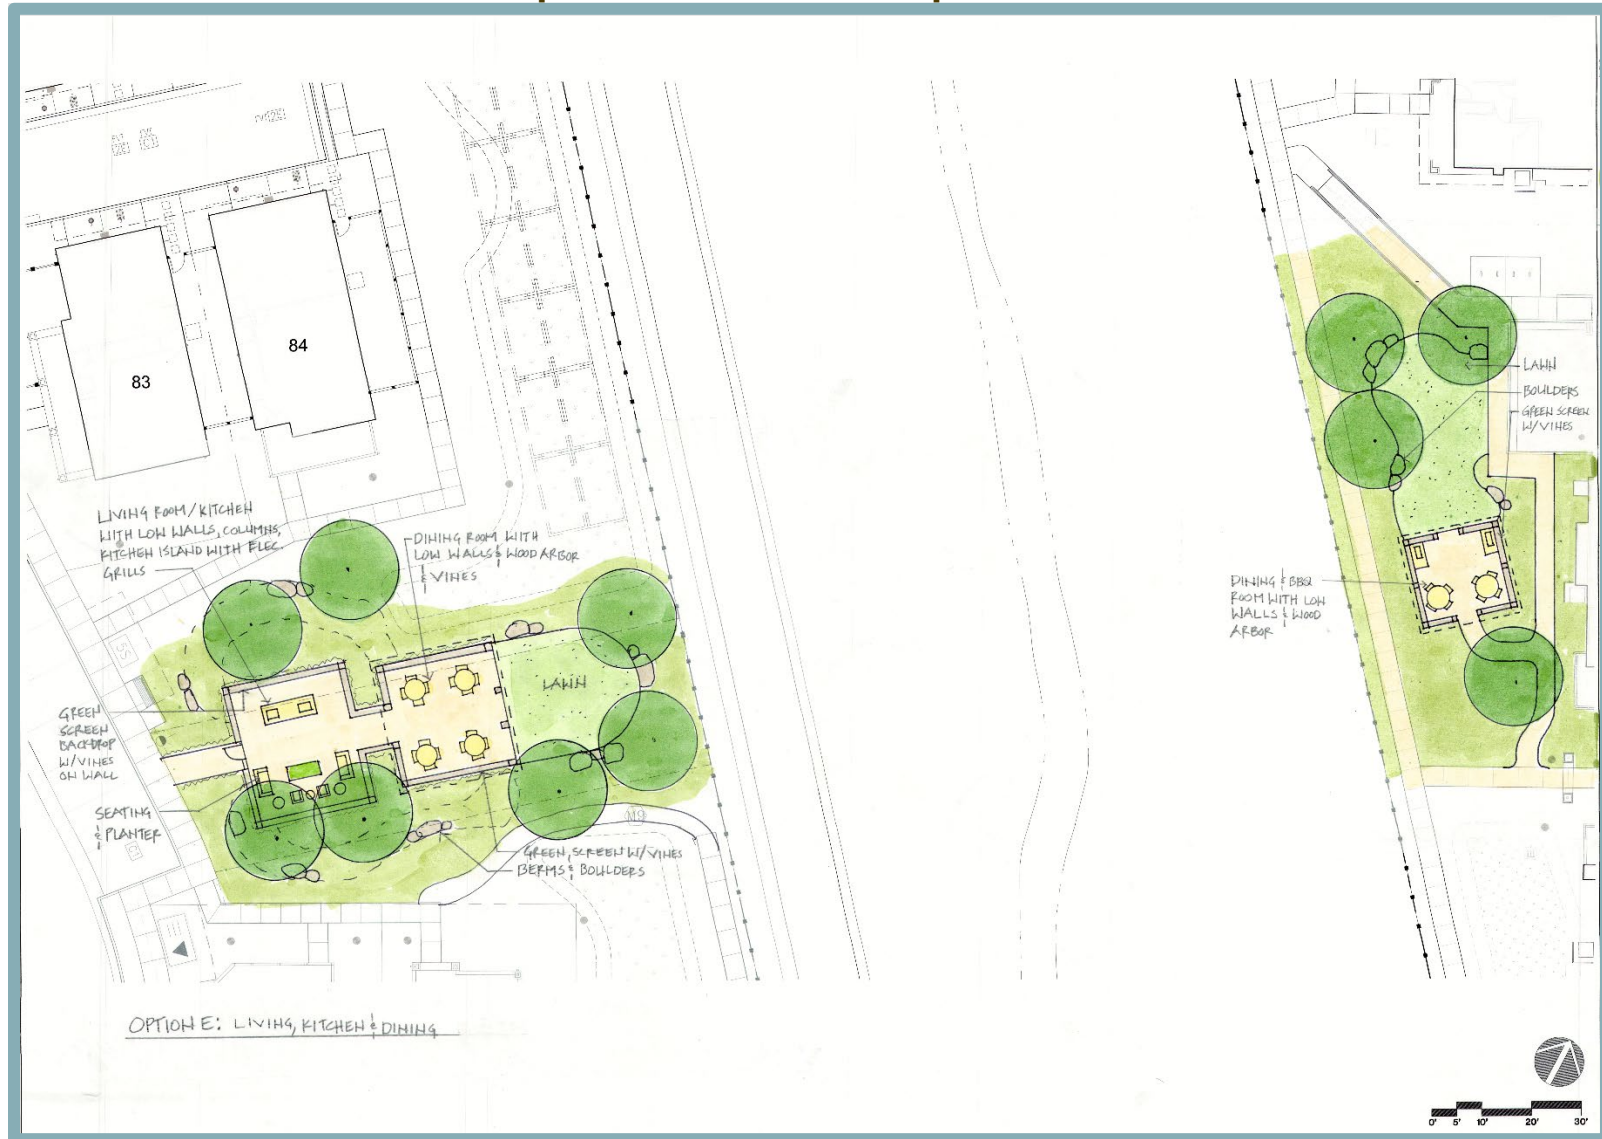 83
84
LIVING ROOM/KITCHEN
WITH LOW WALLS, COLUMNS,
KITCHEN ISLAND WITH ELEC.
GRILLS
DINING ROOM WITH
LOW WALLS & WOOD ARBOR
& VINES
LAWN
GREEN
SCREEN
BACKDROP
W/VINES
ON WALL
SEATING
& PLANTER
GREEN SCREEN W/ VINES
BERMS & BOULDERS
LAWN
BOULDERS
GREEN SCREEN
W/ VINES
DINING & BBQ
ROOM WITH LOW
WALLS & WOOD
ARBOR
OPTION E: LIVING, KITCHEN & DINING
0' 5' 10' 20' 30'